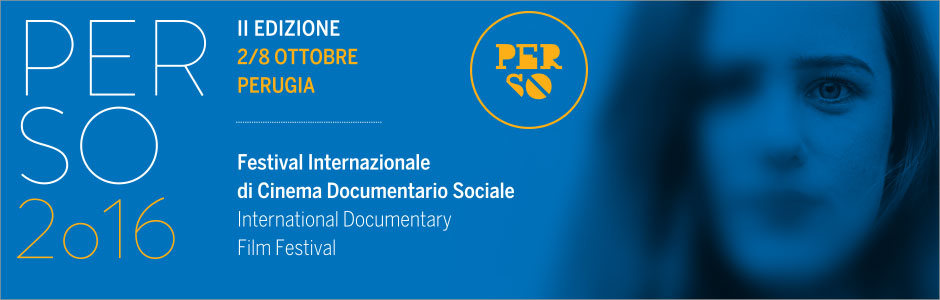 PER
SO
2016
II EDIZIONE
2/8 OTTOBRE
PERUGIA
Festival Internazionale
di Cinema Documentario Sociale
International Documentary
Film Festival
PER
SO